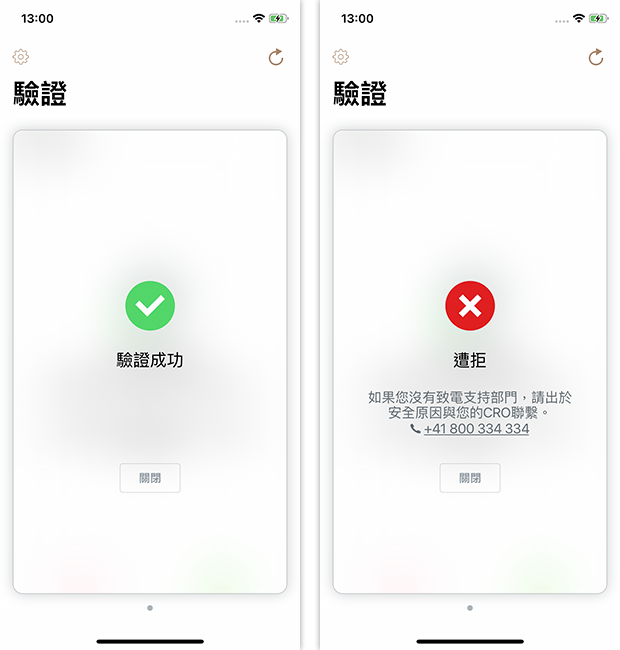 13:00
驗證
驗證成功
關閉
13:00
驗證
遭拒
如果您沒有致電支持部門，請出於
安全原因與您的CRO聯繫。
+41 800 334 334
關閉